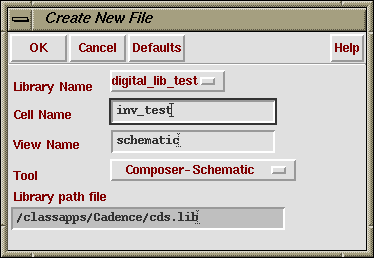 Create New File
OK Cancel Defaults Help
Library Name digital_lib_test
Cell Name inv_test
View Name schematic
Tool Composer-Schematic
Library path file
/classapps/Cadence/cds.lib